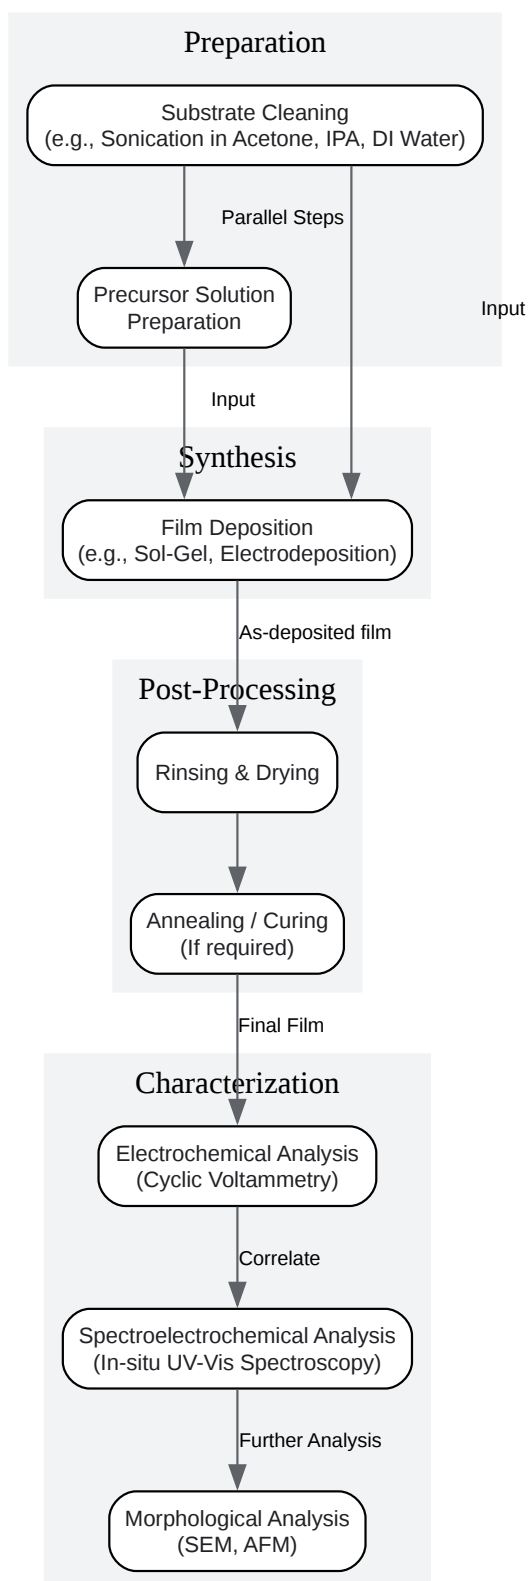 Preparation
Substrate Cleaning
(e.g., Sonication in Acetone, IPA, DI Water)
Parallel Steps
Precursor Solution
Preparation
Input
Input
Synthesis
Film Deposition
(e.g., Sol-Gel, Electrodeposition)
As-deposited film
Post-Processing
Rinsing & Drying
Annealing / Curing
(If required)
Final Film
Characterization
Electrochemical Analysis
(Cyclic Voltammetry)
Correlate
Spectroelectrochemical Analysis
(In-situ UV-Vis Spectroscopy)
Further Analysis
Morphological Analysis
(SEM, AFM)